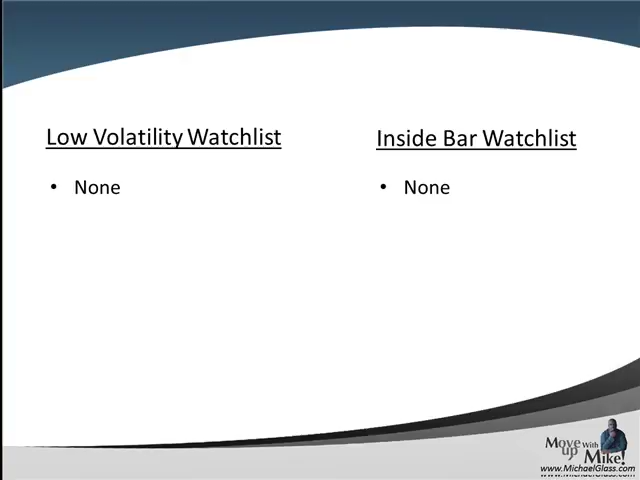 Low Volatility Watchlist
• None
Inside Bar Watchlist
• None
Move up With Mike!
www.MichaelGlass.com